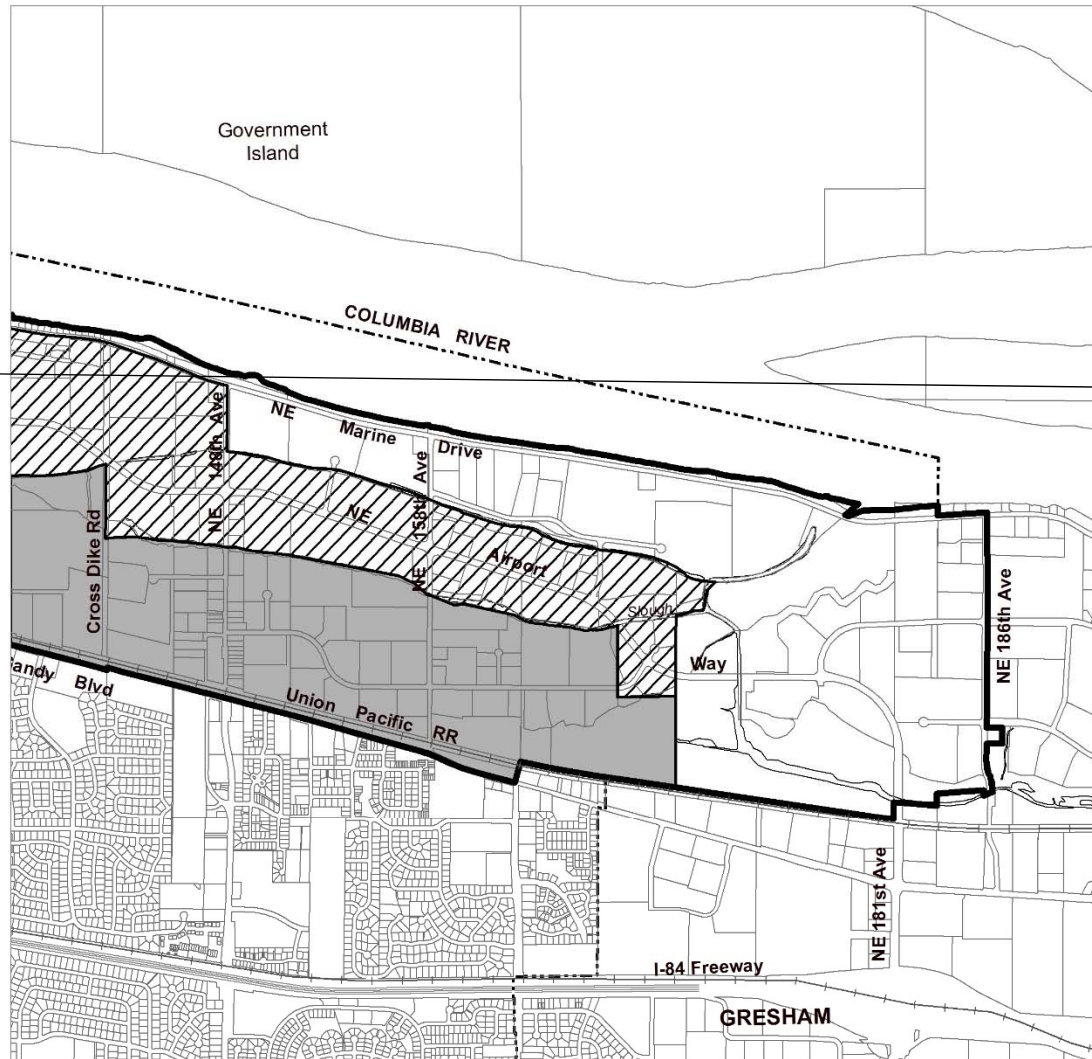 Government
Island
COLUMBIA RIVER
NE Marine Drive
NE 148th Ave
NE 158th Ave
NE Airport
Way
Slough
Cross Dike Rd
NE 186th Ave
andy Blvd
Union Pacific RR
NE 181st Ave
I-84 Freeway
GRESHAM